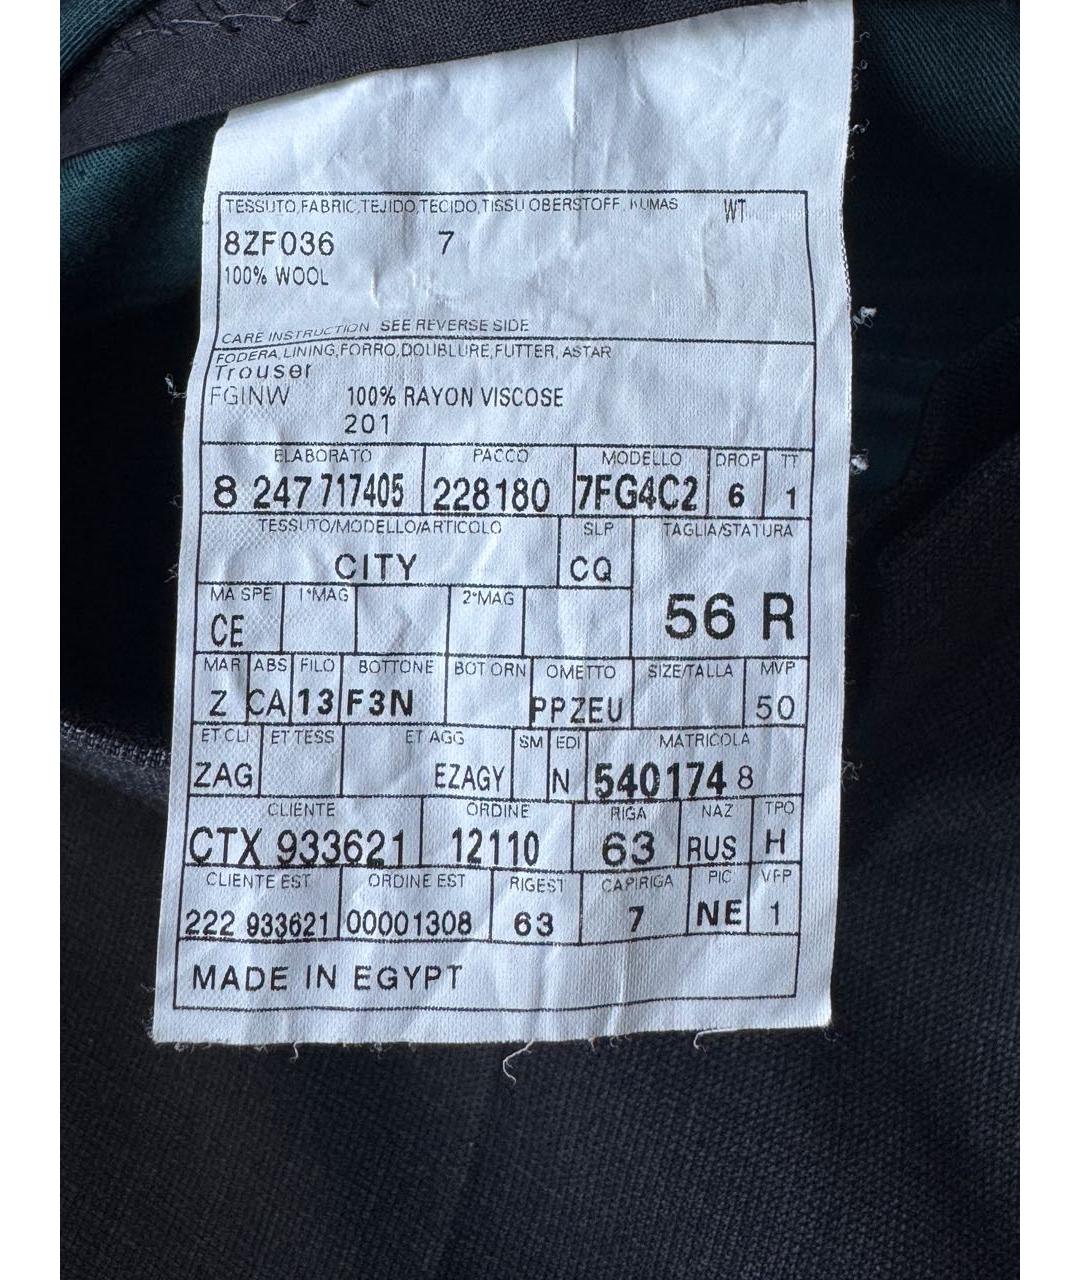 TESSUTO,FABRIC,TEJIDO,TECIDO,TISSU OBERSTOFF, KUMAS WT
8ZF036 7
100% WOOL
CARE INSTRUCTION SEE REVERSE SIDE
FODERA,LINING,FORRO,DOUBLURE,FUTTER,ASTAR
Trouser
FGINW 100% RAYON VISCOSE
201
ELABORATO PACCO MODELLO DROP TT
8 247 717405 228180 7FG4C2 6 1
TESSUTO/MODELLO/ARTICOLO SLP TAGLIA/STATURA
CITY CQ
56 R
MA SPE 1°MAG 2°MAG
CE
MAR ABS FILO BOTTONE BOT ORN OMETTO SIZE/TALLA MVP
Z CA 13 F3N PPZEU 50
ET CLI ET TESS ET AGG SM EDI MATRICOLA
ZAG EZAGY N 540174 8
CLIENTE ORDINE RIGA NAZ TPO
CTX 933621 12110 63 RUS H
CLIENTE EST ORDINE EST RIGEST CAPIRIGA PIC VFP
222 933621 00001308 63 7 NE 1
MADE IN EGYPT